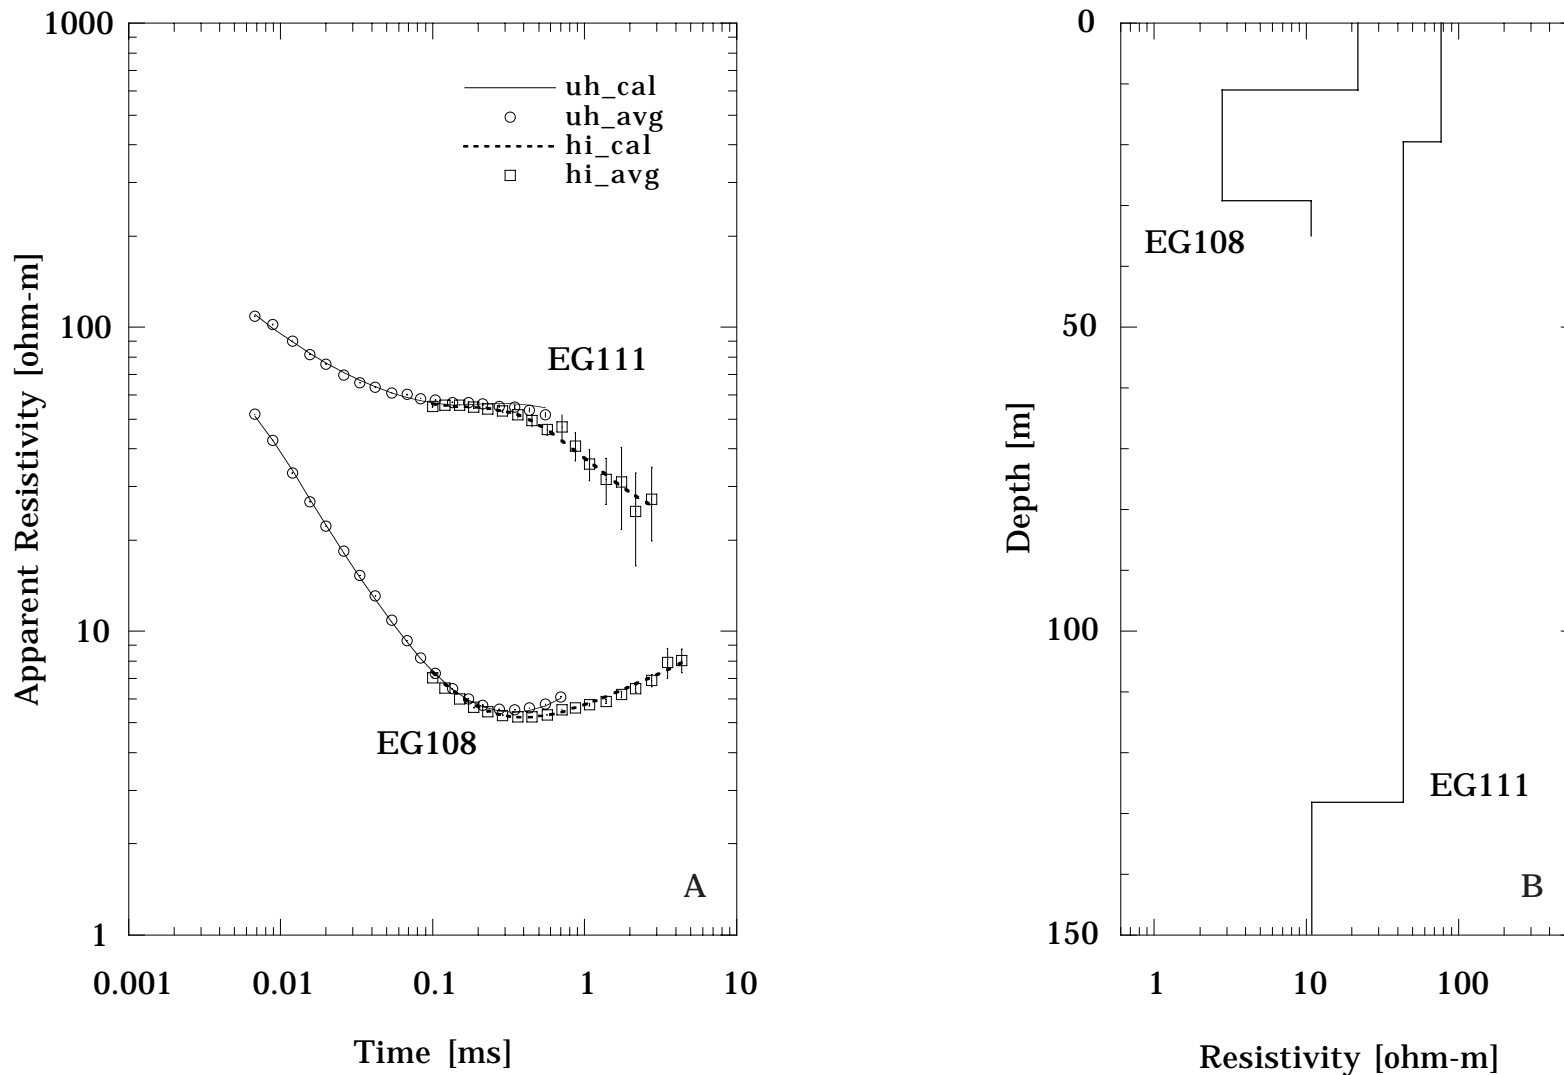 1000
100
10
1
0.001
0.01
0.1
1
10
Apparent Resistivity [ohm-m]
Time [ms]
uh_cal
uh_avg
hi_cal
hi_avg
EG111
EG108
A
0
50
100
150
1
10
100
Depth [m]
Resistivity [ohm-m]
EG108
EG111
B